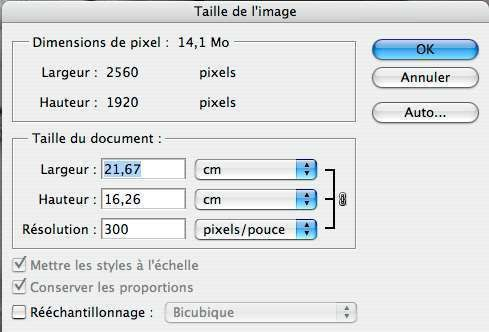 Taille de l'image
Dimensions de pixel : 14,1 Mo
Largeur : 2560 pixels
Hauteur : 1920 pixels
OK
Annuler
Auto...
Taille du document :
Largeur : 21,67 cm
Hauteur : 16,26 cm
Résolution : 300 pixels/pouce
Mettre les styles à l'échelle
Conserver les proportions
Rééchantillonnage : Bicubique